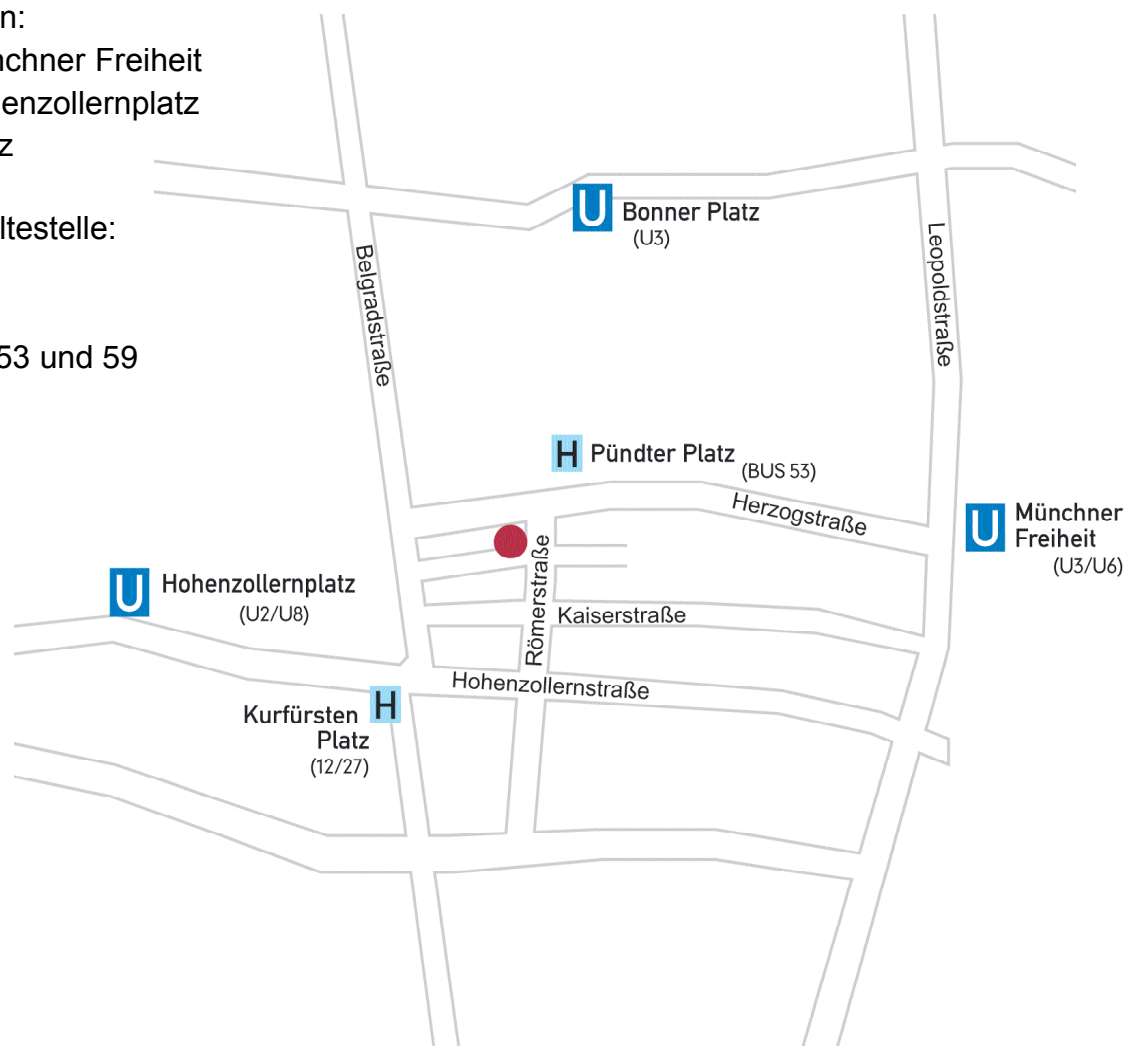 n:
nchner Freiheit
enzollernplatz
z
ltestelle:
53 und 59
U
Bonner Platz
(U3)
Belgradstraße
Leopoldstraße
H
Pündter Platz
(BUS 53)
Herzogstraße
U
Münchner
Freiheit
(U3/U6)
U
Hohenzollernplatz
(U2/U8)
Römerstraße
Kaiserstraße
Hohenzollernstraße
H
Kurfürsten
Platz
(12/27)